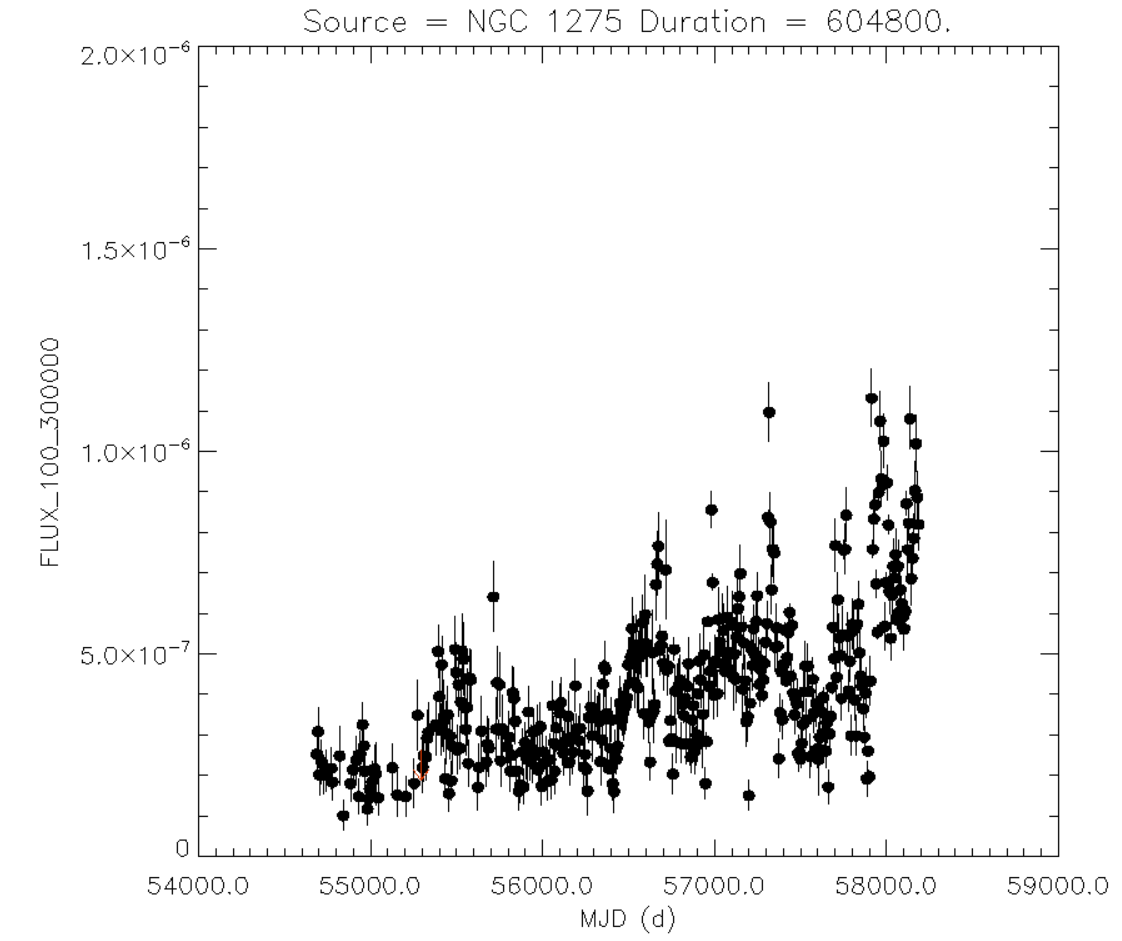 Source = NGC 1275 Duration = 604800.
2.0×10⁻⁶
1.5×10⁻⁶
1.0×10⁻⁶
5.0×10⁻⁷
0
FLUX_100_300000
54000.0 55000.0 56000.0 57000.0 58000.0 59000.0
MJD (d)